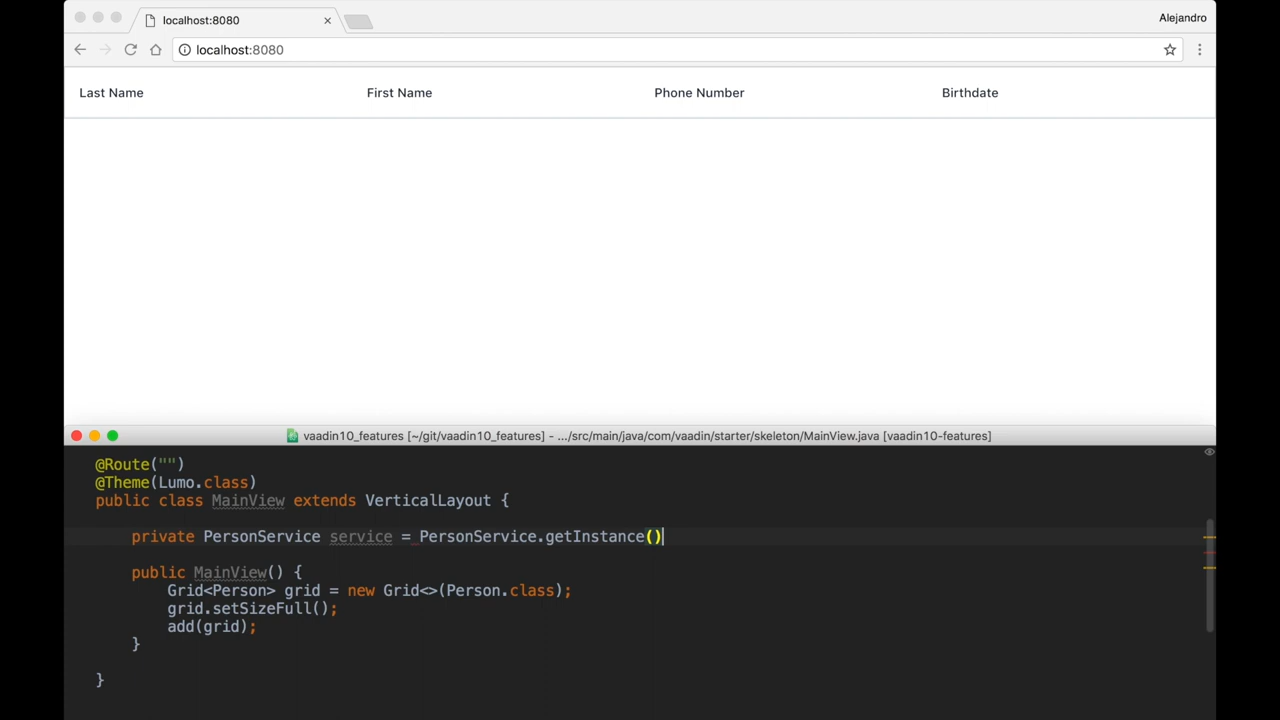 localhost:8080
Alejandro
localhost:8080
Last Name First Name Phone Number Birthdate
vaadin10_features [~/git/vaadin10_features] - .../src/main/java/com/vaadin/starter/skeleton/MainView.java [vaadin10-features]
@Route("")
@Theme(Lumo.class)
public class MainView extends VerticalLayout {
private PersonService service = PersonService.getInstance()
public MainView() {
Grid<Person> grid = new Grid<>(Person.class);
grid.setSizeFull();
add(grid);
}
}